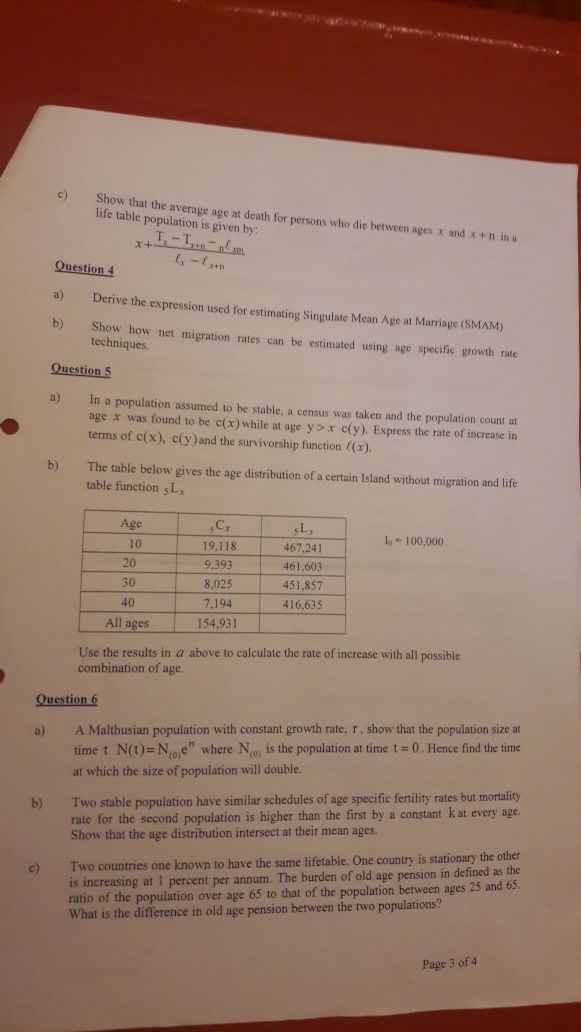 c) Show that the average age at death for persons who die between ages x and x + n in a
life table population is given by:
x + (Tₓ − Tₓ₊ₙ − ₙℓₓₙₙ) / (ℓₓ − ℓₓ₊ₙ)
Question 4
a) Derive the expression used for estimating Singulate Mean Age at Marriage (SMAM)
b) Show how net migration rates can be estimated using age specific growth rate
techniques.
Question 5
a) In a population assumed to be stable, a census was taken and the population count at
age x was found to be c(x) while at age y > x c(y). Express the rate of increase in
terms of c(x), c(y) and the survivorship function ℓ(x).
b) The table below gives the age distribution of a certain Island without migration and life
table function ₅Lₓ
Age ₅Cₓ ₅Lₓ
10 19,118 467,241
l₀ = 100,000
20 9,393 461,603
30 8,025 451,857
40 7,194 416,635
All ages 154,931
Use the results in a above to calculate the rate of increase with all possible
combination of age.
Question 6
a) A Malthusian population with constant growth rate, r, show that the population size at
time t N(t) = N₍₀₎eʳᵗ where N₍₀₎ is the population at time t = 0. Hence find the time
at which the size of population will double.
b) Two stable population have similar schedules of age specific fertility rates but mortality
rate for the second population is higher than the first by a constant k at every age.
Show that the age distribution intersect at their mean ages.
c) Two countries one known to have the same lifetable. One country is stationary the other
is increasing at 1 percent per annum. The burden of old age pension in defined as the
ratio of the population over age 65 to that of the population between ages 25 and 65.
What is the difference in old age pension between the two populations?
Page 3 of 4